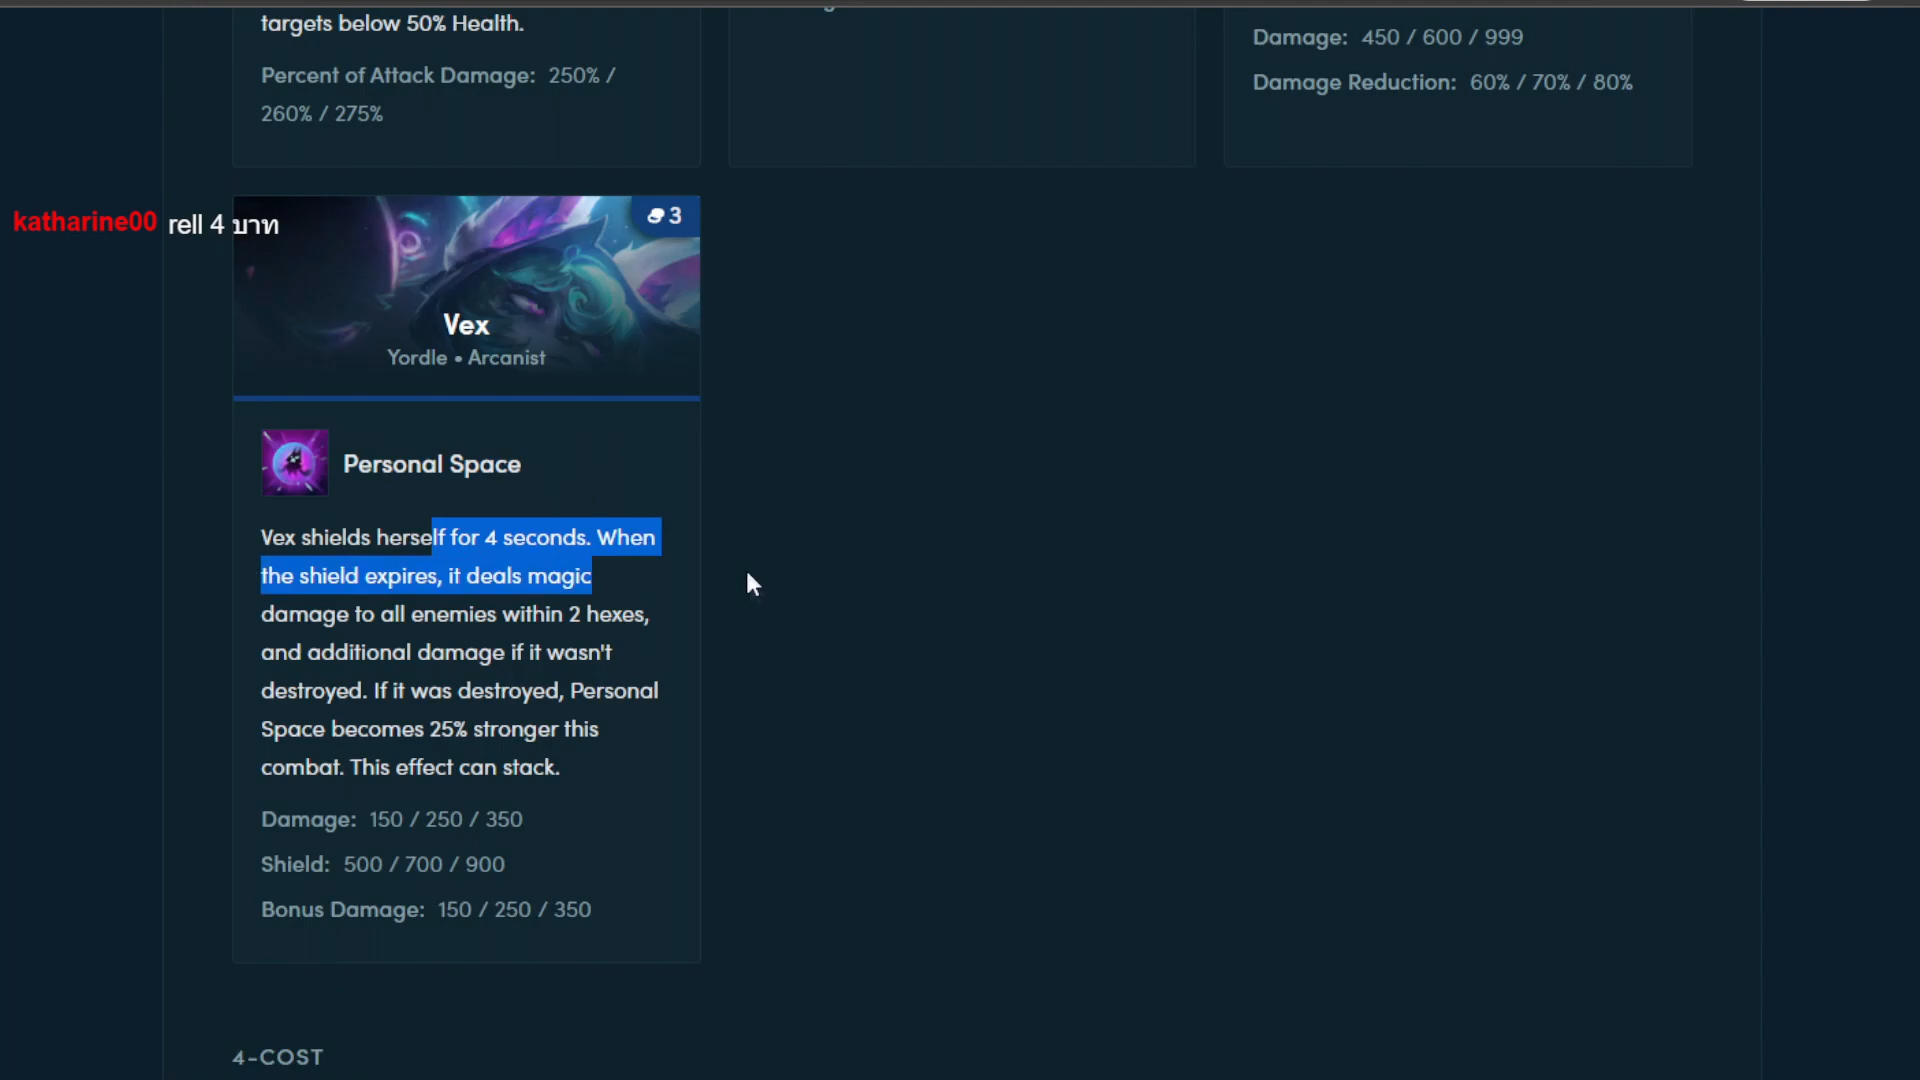 targets below 50% Health.
Percent of Attack Damage: 250% /
260% / 275%
Damage: 450 / 600 / 999
Damage Reduction: 60% / 70% / 80%
katharine00 rell 4 บาท
3
Vex
Yordle • Arcanist
Personal Space
Vex shields herself for 4 seconds. When
the shield expires, it deals magic
damage to all enemies within 2 hexes,
and additional damage if it wasn't
destroyed. If it was destroyed, Personal
Space becomes 25% stronger this
combat. This effect can stack.
Damage: 150 / 250 / 350
Shield: 500 / 700 / 900
Bonus Damage: 150 / 250 / 350
4-COST